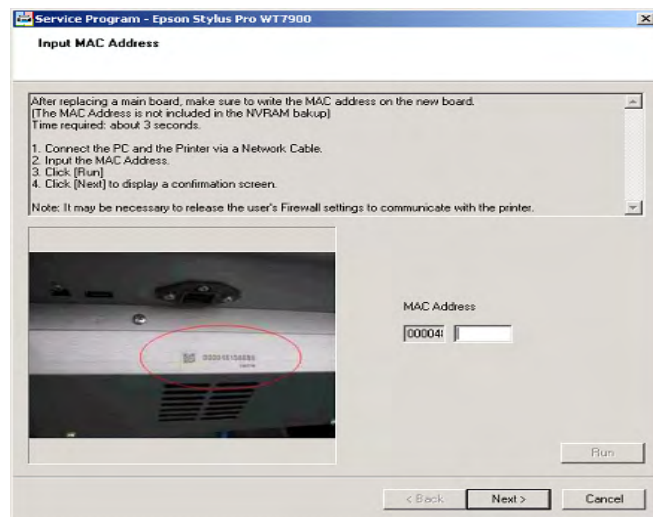 Service Program - Epson Stylus Pro WT7900
Input MAC Address
After replacing a main board, make sure to write the MAC address on the new board.
(The MAC Address is not included in the NVRAM bakup)
Time required: about 3 seconds.
1. Connect the PC and the Printer via a Network Cable.
2. Input the MAC Address.
3. Click [Run]
4. Click [Next] to display a confirmation screen.
Note: It may be necessary to release the user's Firewall settings to communicate with the printer.
MAC Address
000048
Run
< Back
Next >
Cancel